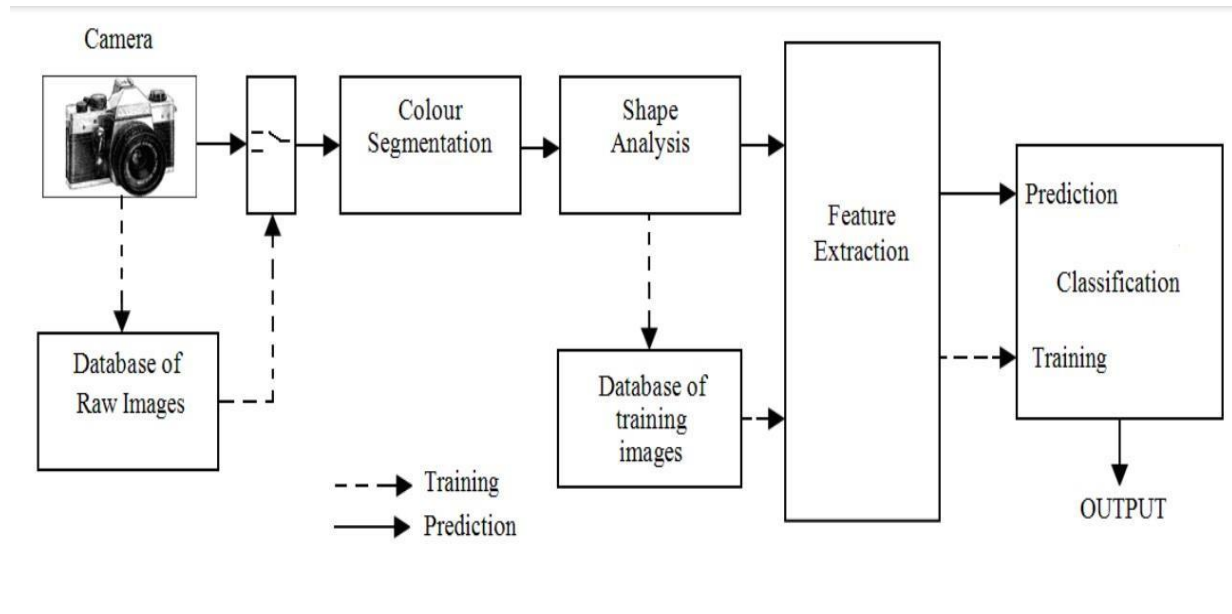 Camera
Colour
Segmentation
Shape
Analysis
Feature
Extraction
Prediction
Classification
Training
Database of
Raw Images
Database of
training
images
Training
Prediction
OUTPUT